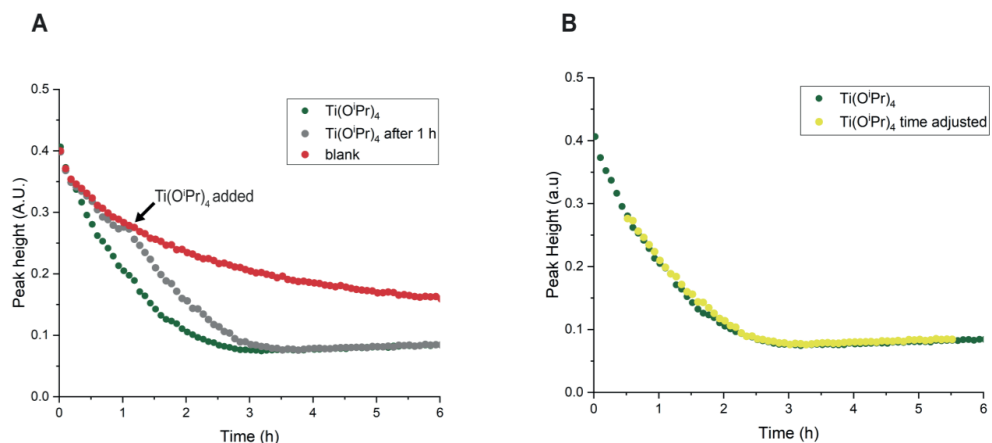 A
Peak height (A.U.)
0.5
0.4
0.3
0.2
0.1
0.0
0 1 2 3 4 5 6
Time (h)
Ti(OⁱPr)₄
Ti(OⁱPr)₄ after 1 h
blank
Ti(OⁱPr)₄ added
B
Peak Height (a.u)
0.5
0.4
0.3
0.2
0.1
0.0
0 1 2 3 4 5 6
Time (h)
Ti(OⁱPr)₄
Ti(OⁱPr)₄ time adjusted